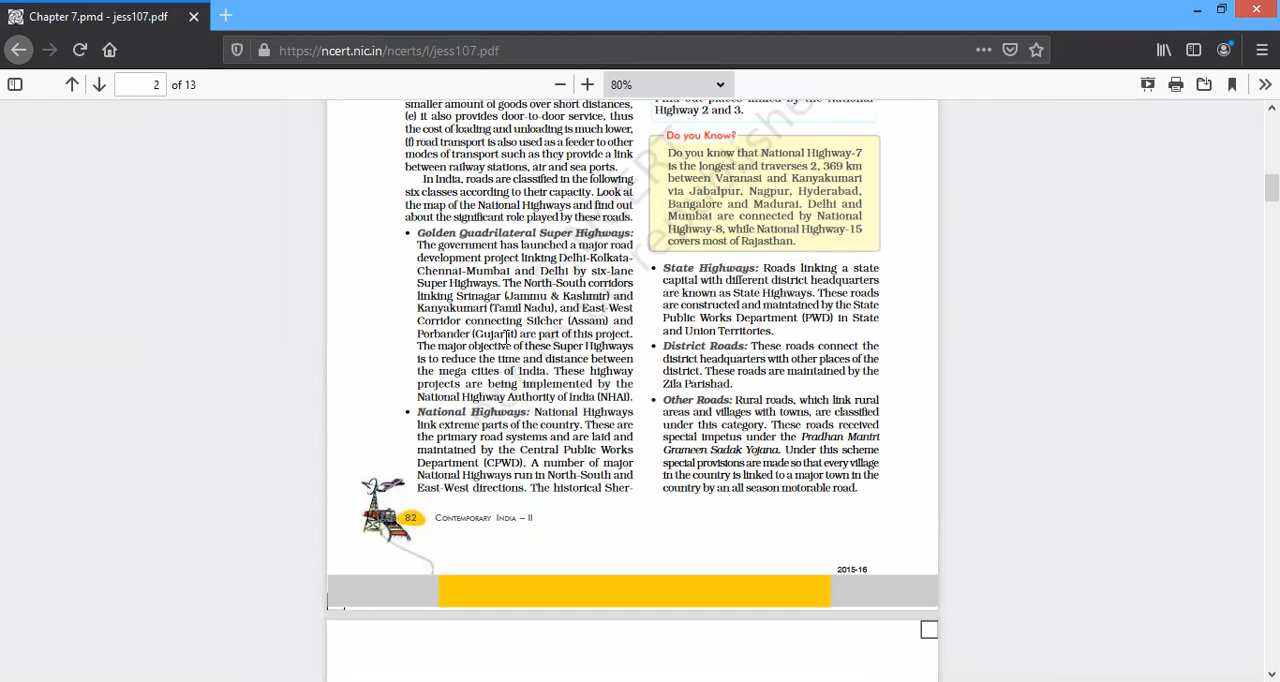 Chapter 7.pmd - jess107.pdf
https://ncert.nic.in/ncerts/l/jess107.pdf
2 of 13
80%
smaller amount of goods over short distances,
(e) it also provides door-to-door service, thus
the cost of loading and unloading is much lower,
(f) road transport is also used as a feeder to other
modes of transport such as they provide a link
between railway stations, air and sea ports.
In India, roads are classified in the following
six classes according to their capacity. Look at
the map of the National Highways and find out
about the significant role played by these roads.
• Golden Quadrilateral Super Highways:
The government has launched a major road
development project linking Delhi-Kolkata-
Chennai-Mumbai and Delhi by six-lane
Super Highways. The North-South corridors
linking Srinagar (Jammu & Kashmir) and
Kanyakumari (Tamil Nadu), and East-West
Corridor connecting Silcher (Assam) and
Porbander (Gujarat) are part of this project.
The major objective of these Super Highways
is to reduce the time and distance between
the mega cities of India. These highway
projects are being implemented by the
National Highway Authority of India (NHAI).
• National Highways: National Highways
link extreme parts of the country. These are
the primary road systems and are laid and
maintained by the Central Public Works
Department (CPWD). A number of major
National Highways run in North-South and
East-West directions. The historical Sher-
82 Contemporary India – II
Find out places linked by the National
Highway 2 and 3.
Do you Know?
Do you know that National Highway-7
is the longest and traverses 2, 369 km
between Varanasi and Kanyakumari
via Jabalpur, Nagpur, Hyderabad,
Bangalore and Madurai. Delhi and
Mumbai are connected by National
Highway-8, while National Highway-15
covers most of Rajasthan.
• State Highways: Roads linking a state
capital with different district headquarters
are known as State Highways. These roads
are constructed and maintained by the State
Public Works Department (PWD) in State
and Union Territories.
• District Roads: These roads connect the
district headquarters with other places of the
district. These roads are maintained by the
Zila Parishad.
• Other Roads: Rural roads, which link rural
areas and villages with towns, are classified
under this category. These roads received
special impetus under the Pradhan Mantri
Grameen Sadak Yojana. Under this scheme
special provisions are made so that every village
in the country is linked to a major town in the
country by an all season motorable road.
2015-16